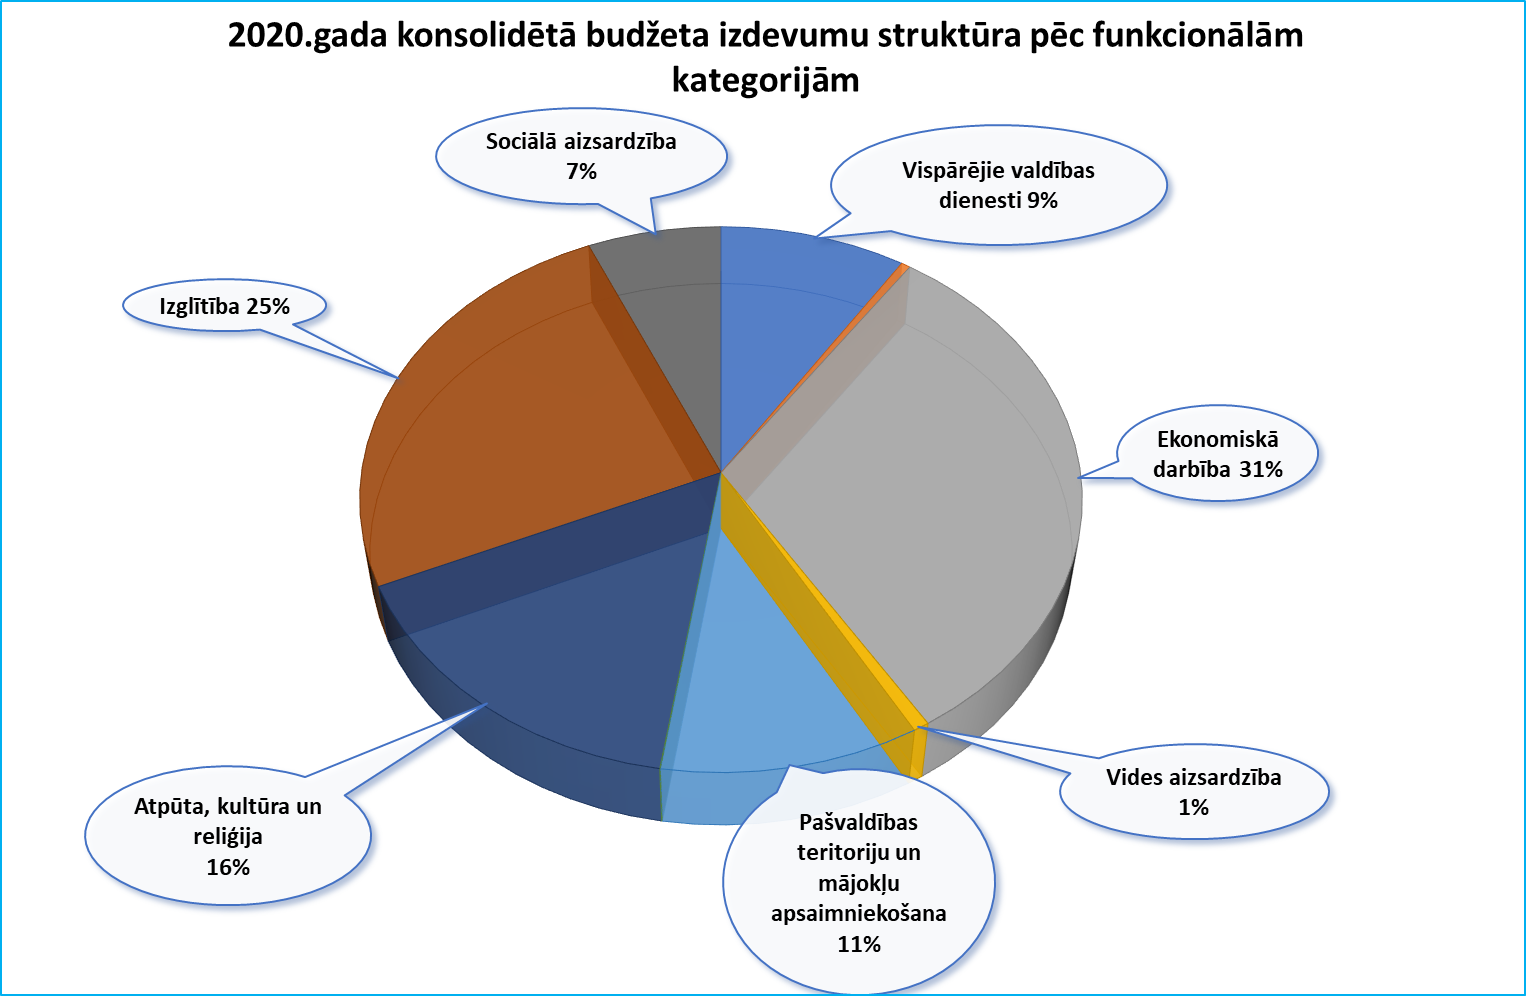 2020.gada konsolidētā budžeta izdevumu struktūra pēc funkcionālām
kategorijām
Sociālā aizsardzība
7%
Vispārējie valdības
dienesti 9%
Izglītība 25%
Ekonomiskā
darbība 31%
Vides aizsardzība
1%
Atpūta, kultūra un
reliģija
16%
Pašvaldības
teritoriju un
mājokļu
apsaimniekošana
11%